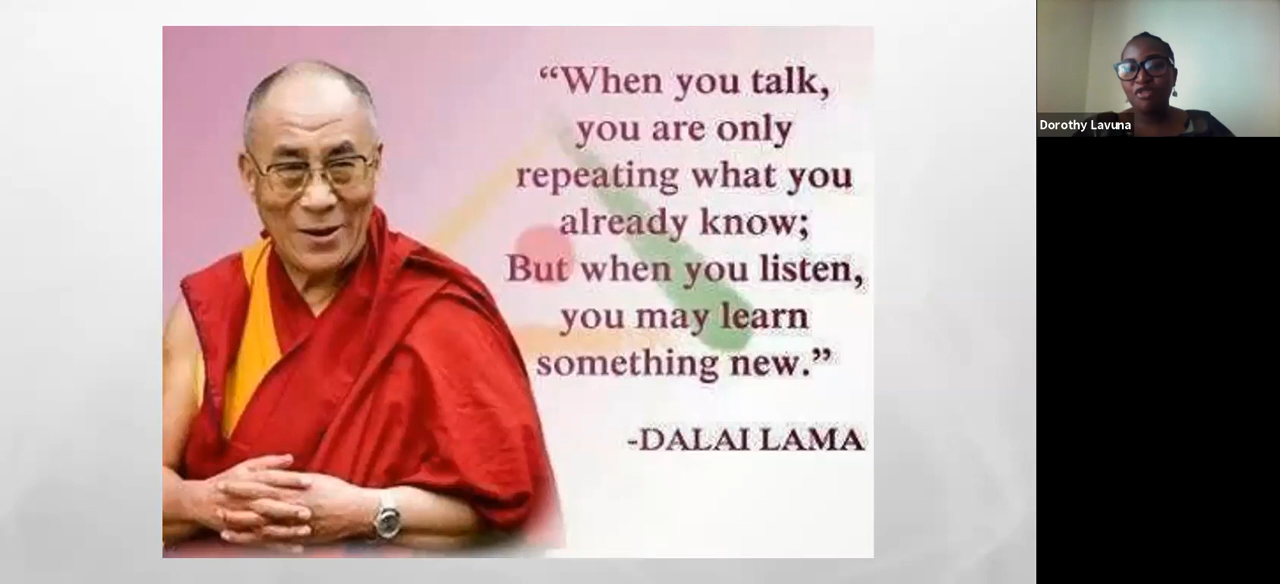 “When you talk,
you are only
repeating what you
already know;
But when you listen,
you may learn
something new.”
-DALAI LAMA
Dorothy Lavuna